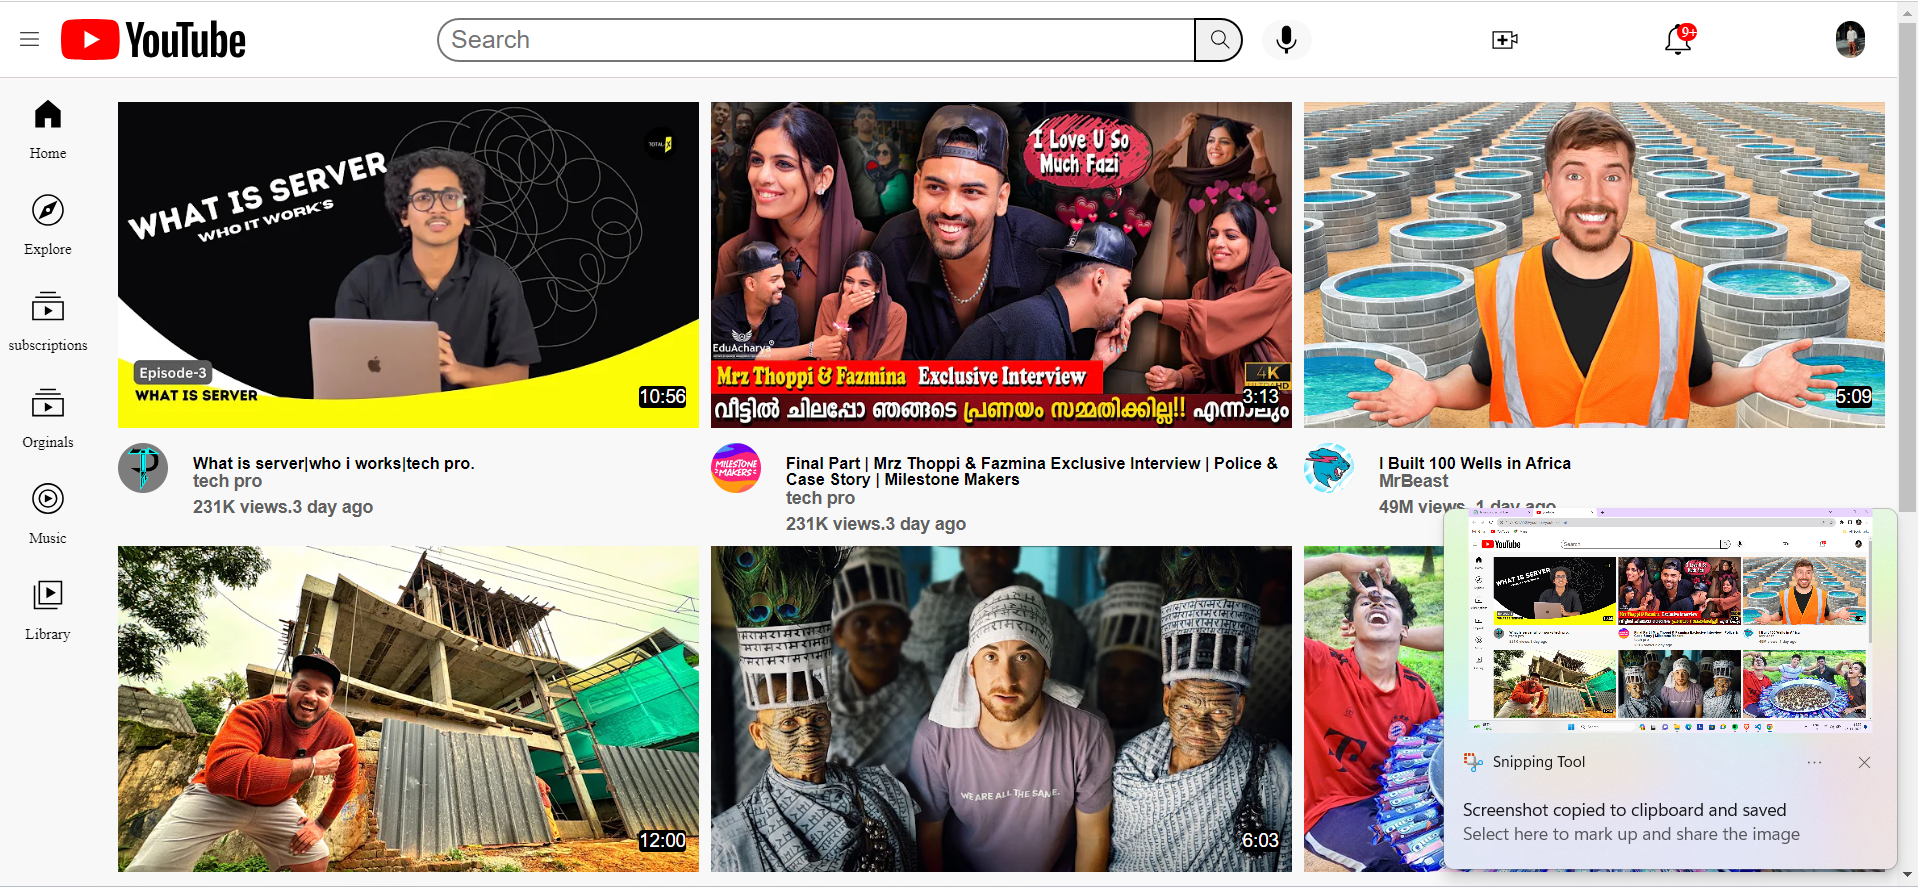 YouTube
Search
9+
Home
Explore
subscriptions
Orginals
Music
Library
WHAT IS SERVER
WHO IT WORK'S
TOTAL-X
Episode-3
WHAT IS SERVER
10:56
What is server|who i works|tech pro.
tech pro
231K views.3 day ago
I Love U So
Much Fazi
EduAcharya
Mrz Thoppi & Fazmina Exclusive Interview
4K
3:13
വീട്ടിൽ ചിലപ്പോ ഞങ്ങടെ പ്രണയം സമ്മതിക്കില്ല!! എന്നാലും
MILESTONE
MAKERS
Final Part | Mrz Thoppi & Fazmina Exclusive Interview | Police &
Case Story | Milestone Makers
tech pro
231K views.3 day ago
5:09
I Built 100 Wells in Africa
MrBeast
49M views. 1 day ago
12:00
WE ARE ALL THE SAME.
6:03
Snipping Tool
Screenshot copied to clipboard and saved
Select here to mark up and share the image